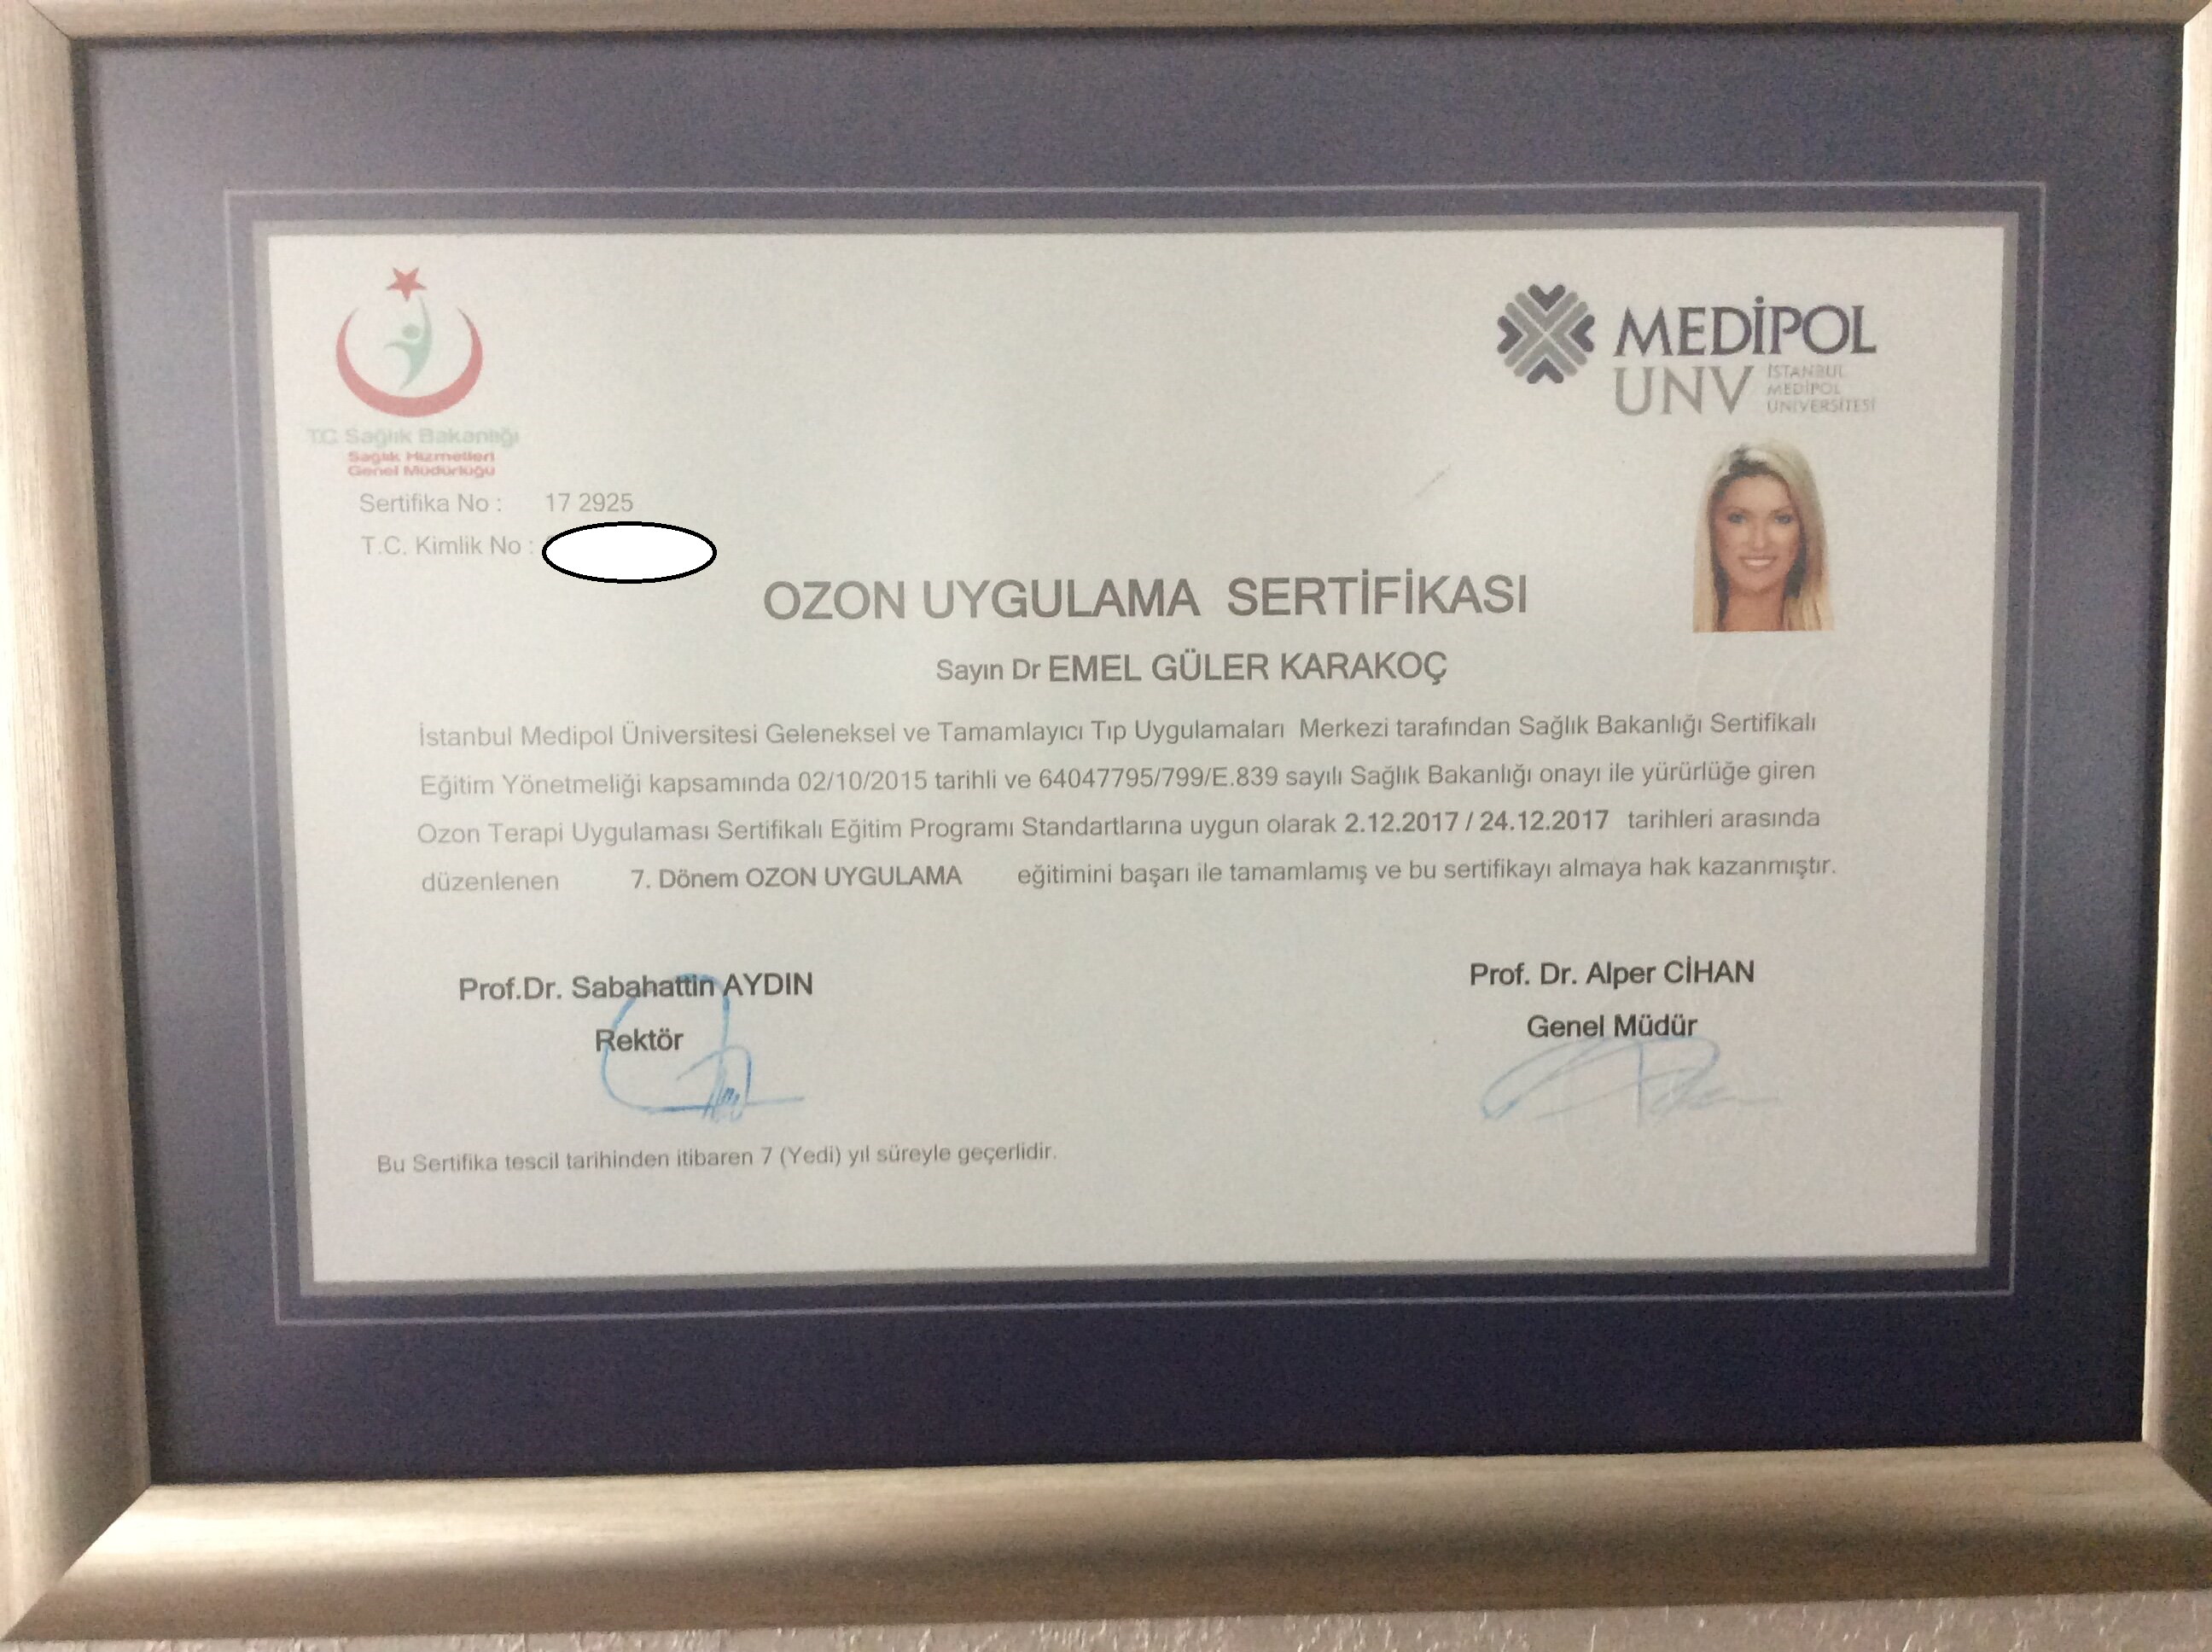 T.C. Sağlık Bakanlığı
Sağlık Hizmetleri
Genel Müdürlüğü
MEDİPOL
UNV İSTANBUL
MEDİPOL
ÜNİVERSİTESİ
Sertifika No : 17 2925
T.C. Kimlik No :
OZON UYGULAMA SERTİFİKASI
Sayın Dr EMEL GÜLER KARAKOÇ
İstanbul Medipol Üniversitesi Geleneksel ve Tamamlayıcı Tıp Uygulamaları Merkezi tarafından Sağlık Bakanlığı Sertifikalı
Eğitim Yönetmeliği kapsamında 02/10/2015 tarihli ve 64047795/799/E.839 sayılı Sağlık Bakanlığı onayı ile yürürlüğe giren
Ozon Terapi Uygulaması Sertifikalı Eğitim Programı Standartlarına uygun olarak 2.12.2017 / 24.12.2017 tarihleri arasında
düzenlenen 7. Dönem OZON UYGULAMA eğitimini başarı ile tamamlamış ve bu sertifikayı almaya hak kazanmıştır.
Prof.Dr. Sabahattin AYDIN
Rektör
Prof. Dr. Alper CİHAN
Genel Müdür
Bu Sertifika tescil tarihinden itibaren 7 (Yedi) yıl süreyle geçerlidir.